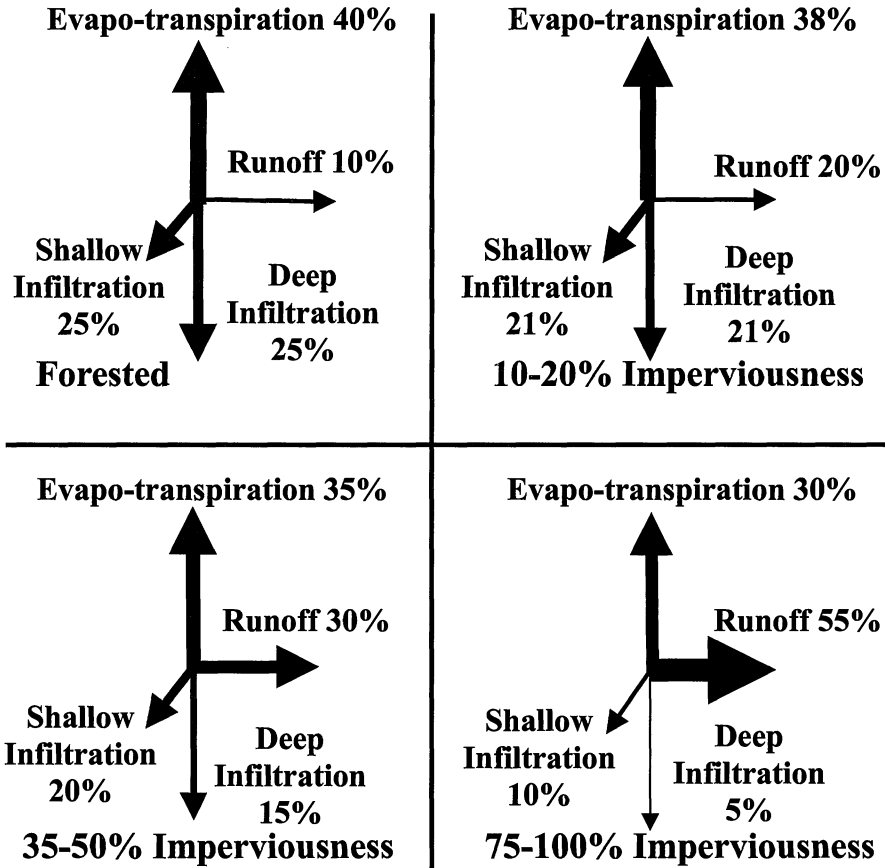 Evapo-transpiration 40%
Runoff 10%
Shallow
Infiltration
25%
Deep
Infiltration
25%
Forested
Evapo-transpiration 38%
Runoff 20%
Shallow
Infiltration
21%
Deep
Infiltration
21%
10-20% Imperviousness
Evapo-transpiration 35%
Runoff 30%
Shallow
Infiltration
20%
Deep
Infiltration
15%
35-50% Imperviousness
Evapo-transpiration 30%
Runoff 55%
Shallow
Infiltration
10%
Deep
Infiltration
5%
75-100% Imperviousness